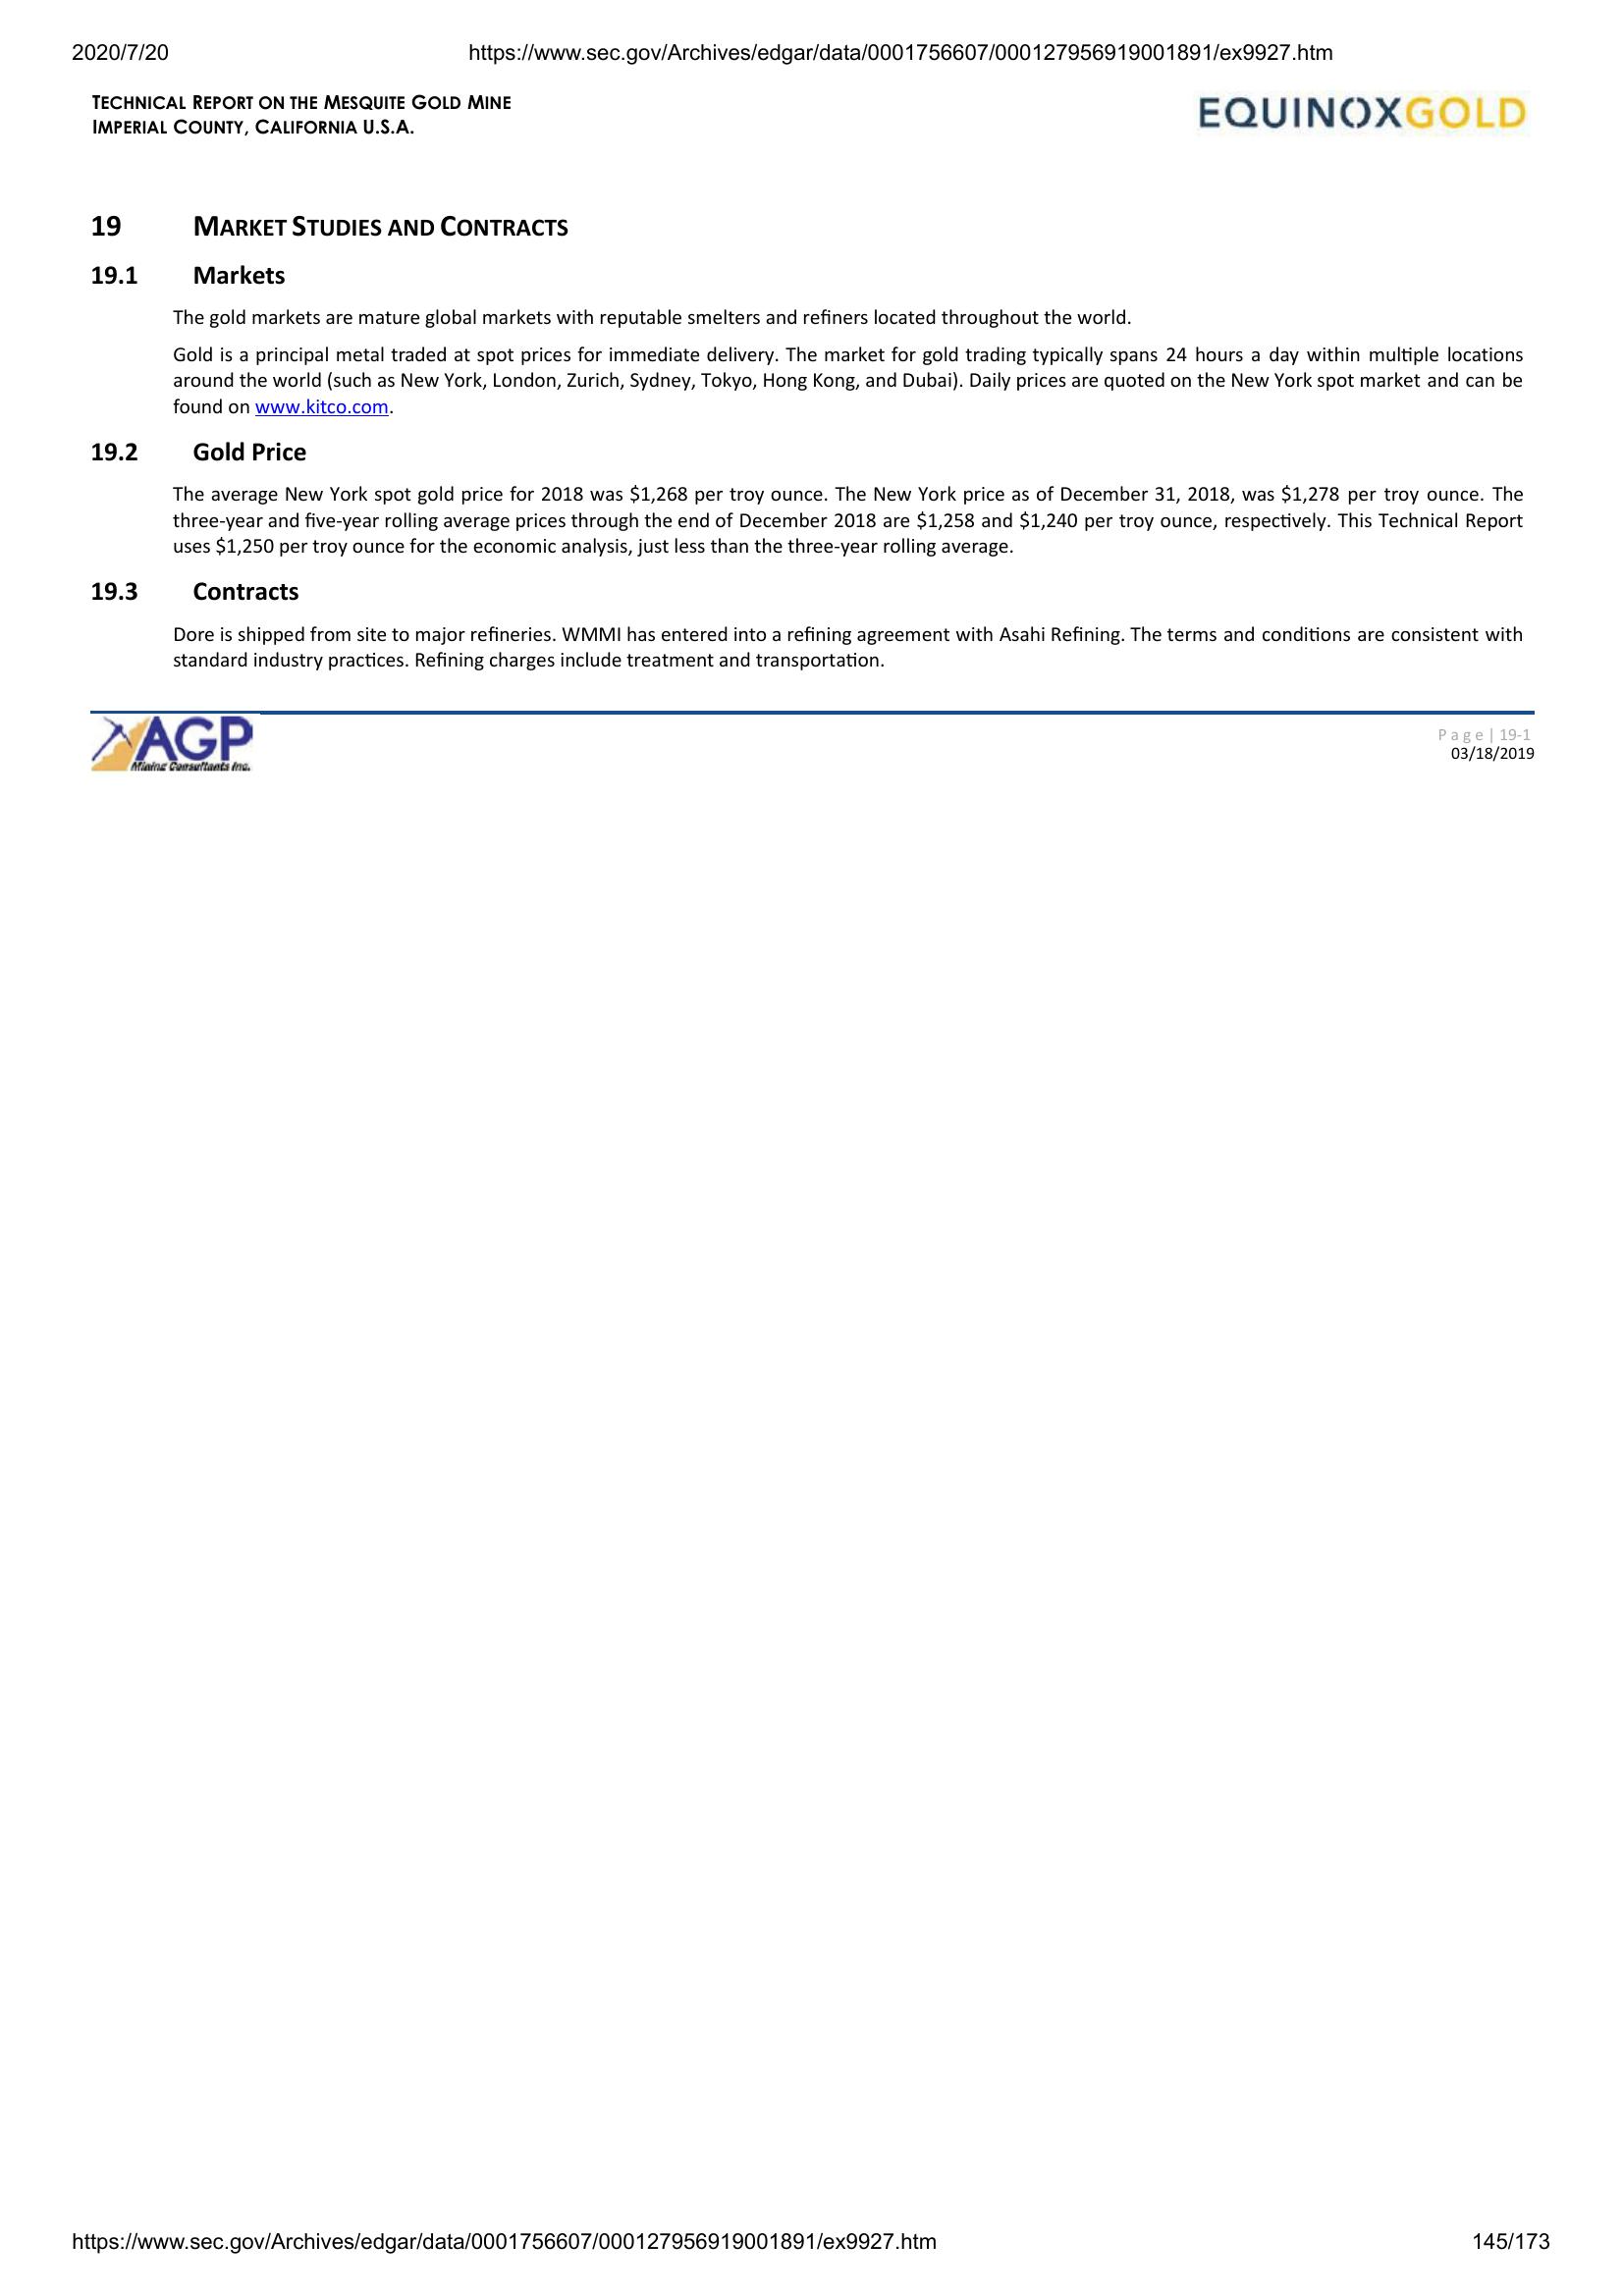 2020/7/20 https://www.sec.gov/Archives/edgar/data/0001756607/000127956919001891/ex9927.htm
TECHNICAL REPORT ON THE MESQUITE GOLD MINE
IMPERIAL COUNTY, CALIFORNIA U.S.A.
EQUINOXGOLD
19 MARKET STUDIES AND CONTRACTS
19.1 Markets
The gold markets are mature global markets with reputable smelters and refiners located throughout the world.
Gold is a principal metal traded at spot prices for immediate delivery. The market for gold trading typically spans 24 hours a day within multiple locations
around the world (such as New York, London, Zurich, Sydney, Tokyo, Hong Kong, and Dubai). Daily prices are quoted on the New York spot market and can be
found on www.kitco.com.
19.2 Gold Price
The average New York spot gold price for 2018 was $1,268 per troy ounce. The New York price as of December 31, 2018, was $1,278 per troy ounce. The
three-year and five-year rolling average prices through the end of December 2018 are $1,258 and $1,240 per troy ounce, respectively. This Technical Report
uses $1,250 per troy ounce for the economic analysis, just less than the three-year rolling average.
19.3 Contracts
Dore is shipped from site to major refineries. WMMI has entered into a refining agreement with Asahi Refining. The terms and conditions are consistent with
standard industry practices. Refining charges include treatment and transportation.
AGP
Mining Consultants Inc.
Page | 19-1
03/18/2019
https://www.sec.gov/Archives/edgar/data/0001756607/000127956919001891/ex9927.htm 145/173